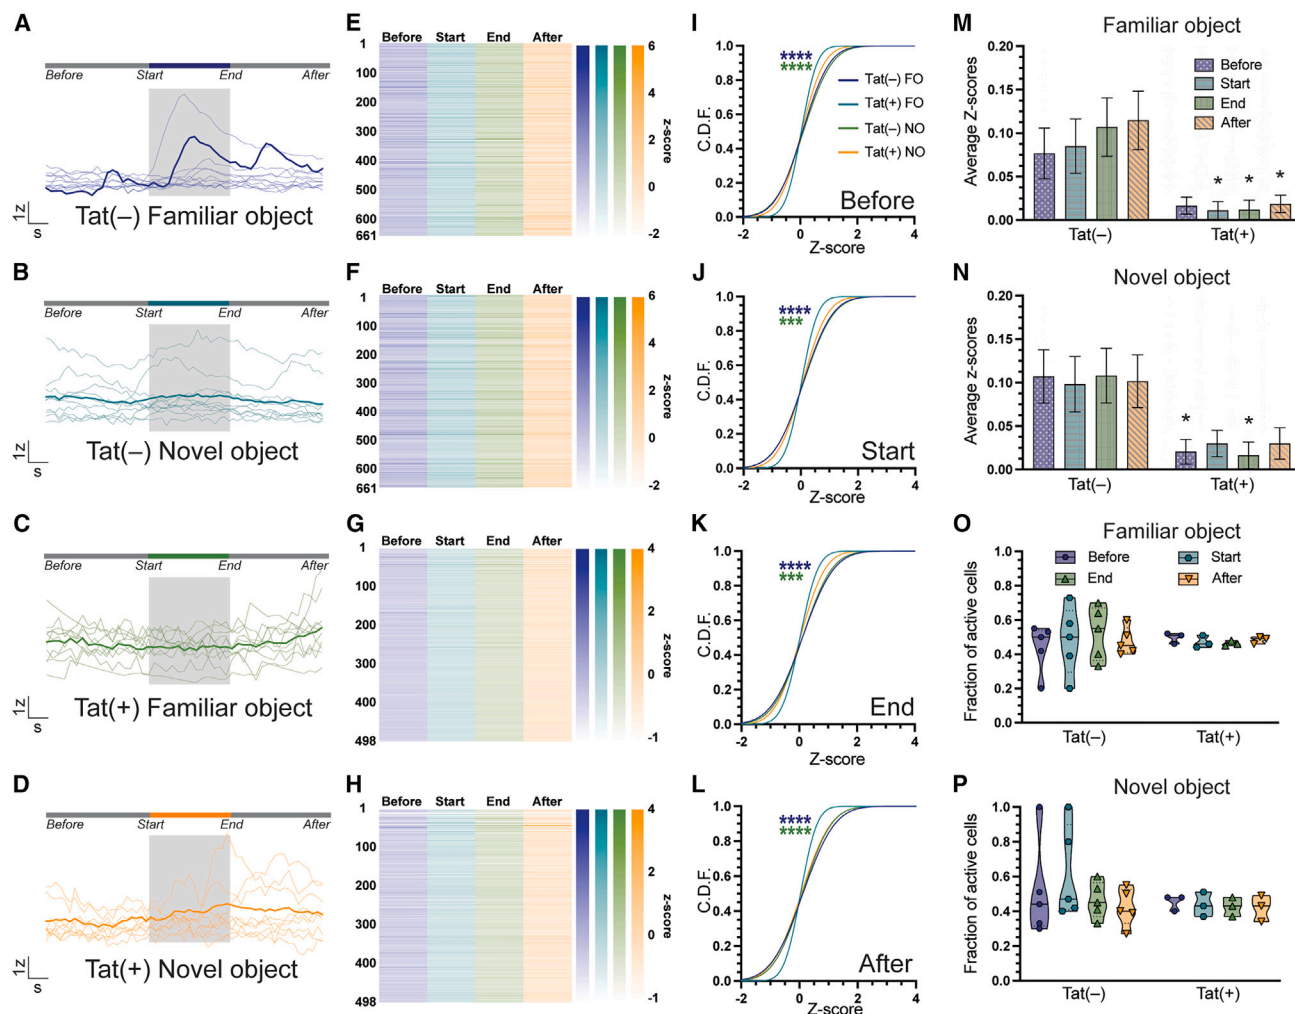 A
Before Start End After
1z
s
Tat(–) Familiar object
B
Before Start End After
1z
s
Tat(–) Novel object
C
Before Start End After
1z
s
Tat(+) Familiar object
D
Before Start End After
1z
s
Tat(+) Novel object
E
Before Start End After
1
100
200
300
400
500
600
661
6
4
2
0
-2
z-score
F
Before Start End After
1
100
200
300
400
500
600
661
6
4
2
0
-2
z-score
G
Before Start End After
1
100
200
300
400
498
4
2
0
-1
z-score
H
Before Start End After
1
100
200
300
400
498
4
2
0
-1
z-score
I
C.D.F.
1.0
0.8
0.6
0.4
0.2
0.0
****
****
Tat(–) FO
Tat(+) FO
Tat(–) NO
Tat(+) NO
Before
-2 0 2 4
Z-score
J
C.D.F.
1.0
0.8
0.6
0.4
0.2
0.0
****
***
Start
-2 0 2 4
Z-score
K
C.D.F.
1.0
0.8
0.6
0.4
0.2
0.0
****
***
End
-2 0 2 4
Z-score
L
C.D.F.
1.0
0.8
0.6
0.4
0.2
0.0
****
****
After
-2 0 2 4
Z-score
M
Familiar object
Average Z-scores
0.20
0.15
0.10
0.05
0.00
Before
Start
End
After
* * *
Tat(–) Tat(+)
N
Novel object
Average z-scores
0.20
0.15
0.10
0.05
0.00
* *
Tat(–) Tat(+)
O
Familiar object
Fraction of active cells
1.0
0.8
0.6
0.4
0.2
0.0
Before Start
End After
Tat(–) Tat(+)
P
Novel object
Fraction of active cells
1.0
0.8
0.6
0.4
0.2
0.0
Tat(–) Tat(+)